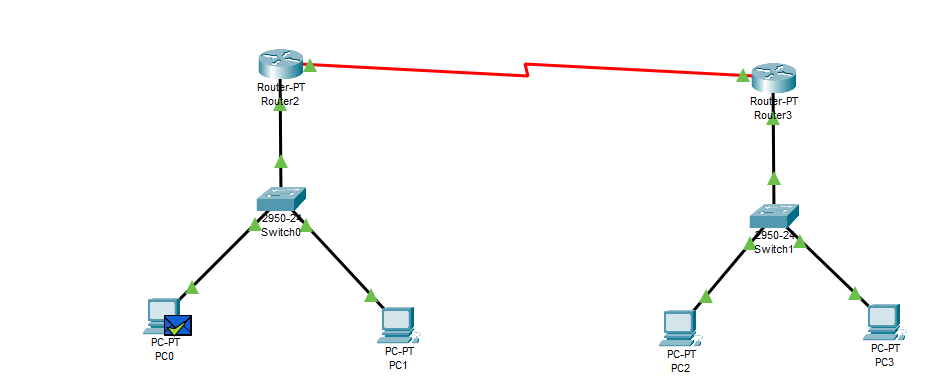 Router-PT
Router2
Router-PT
Router3
2950-24
Switch0
2950-24
Switch1
PC-PT
PC0
PC-PT
PC1
PC-PT
PC2
PC-PT
PC3